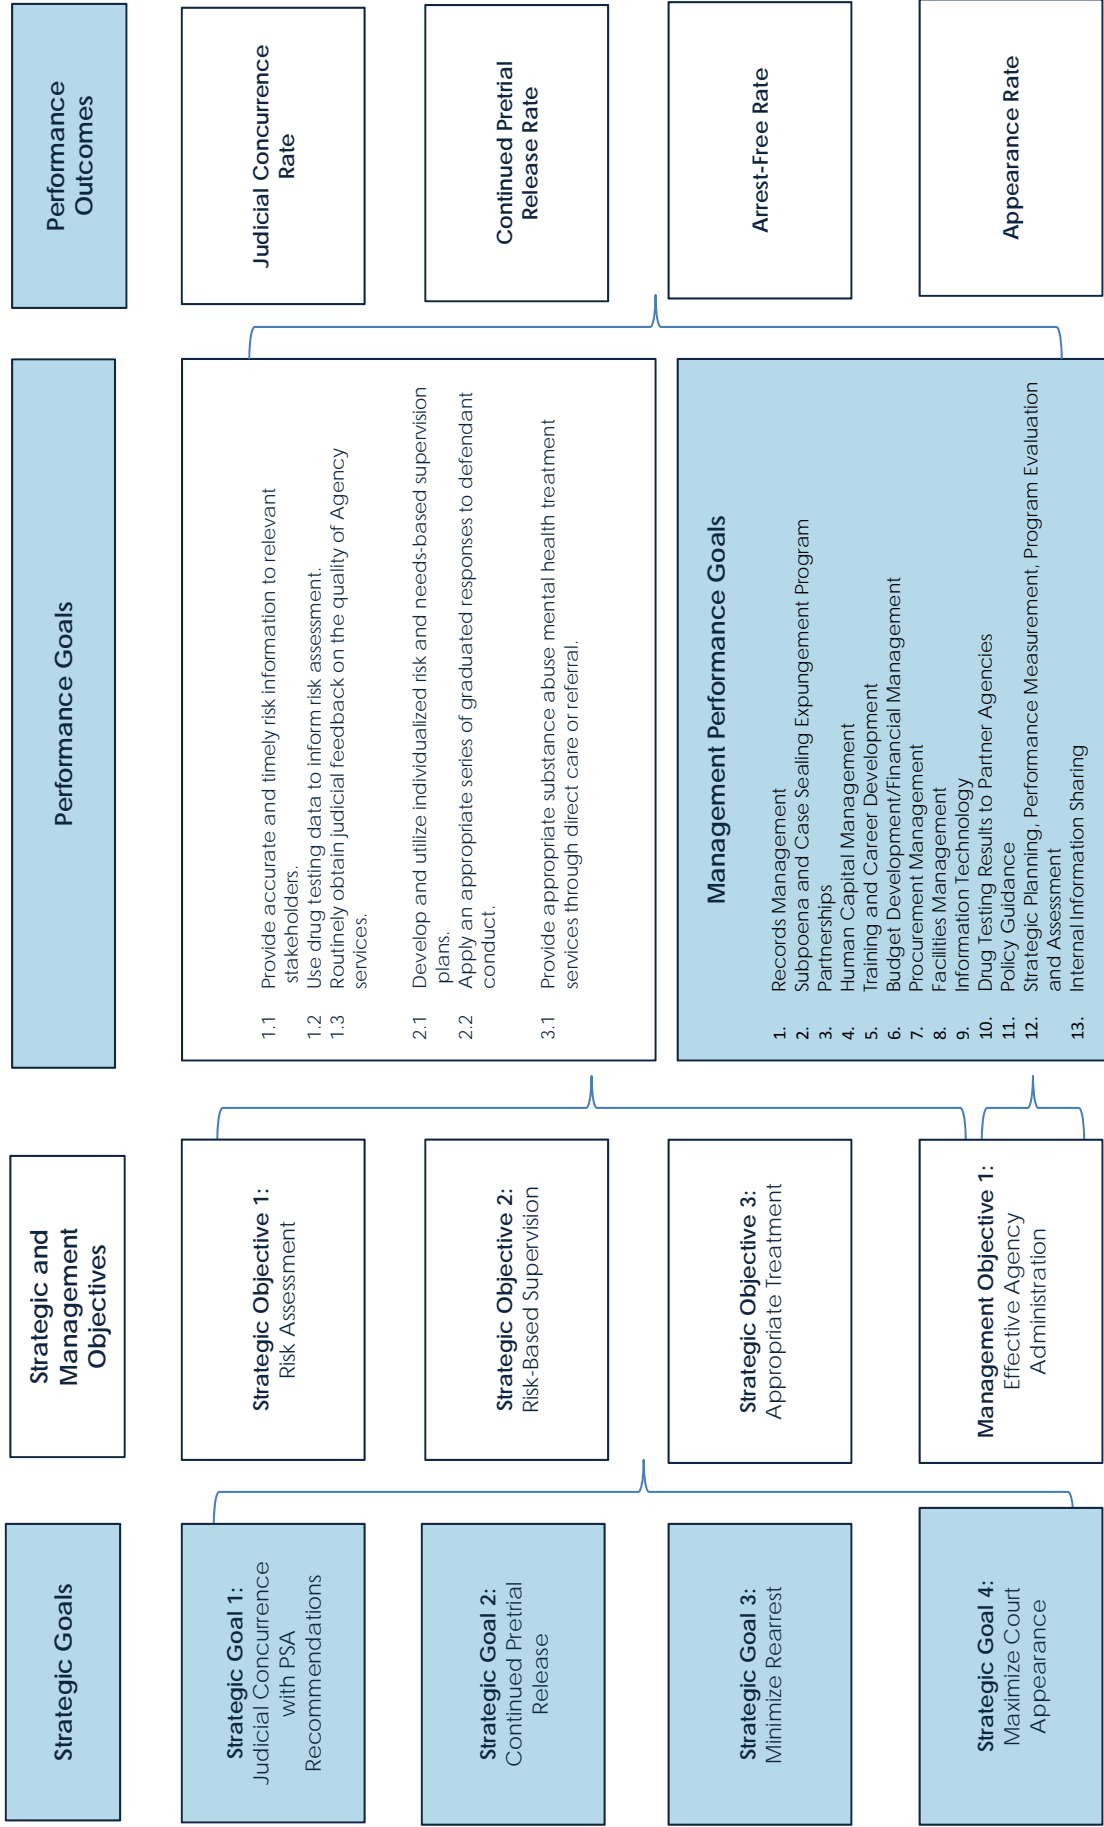 Strategic Goals
Strategic and
Management
Objectives
Performance Goals
Performance
Outcomes
Strategic Goal 1:
Judicial Concurrence
with PSA
Recommendations
Strategic Goal 2:
Continued Pretrial
Release
Strategic Goal 3:
Minimize Rearrest
Strategic Goal 4:
Maximize Court
Appearance
Strategic Objective 1:
Risk Assessment
Strategic Objective 2:
Risk-Based Supervision
Strategic Objective 3:
Appropriate Treatment
Management Objective 1:
Effective Agency
Administration
1.1 Provide accurate and timely risk information to relevant
stakeholders.
1.2 Use drug testing data to inform risk assessment.
1.3 Routinely obtain judicial feedback on the quality of Agency
services.
2.1 Develop and utilize individualized risk and needs-based supervision
plans.
2.2 Apply an appropriate series of graduated responses to defendant
conduct.
3.1 Provide appropriate substance abuse mental health treatment
services through direct care or referral.
Management Performance Goals
1. Records Management
2. Subpoena and Case Sealing Expungement Program
3. Partnerships
4. Human Capital Management
5. Training and Career Development
6. Budget Development/Financial Management
7. Procurement Management
8. Facilities Management
9. Information Technology
10. Drug Testing Results to Partner Agencies
11. Policy Guidance
12. Strategic Planning, Performance Measurement, Program Evaluation
and Assessment
13. Internal Information Sharing
Judicial Concurrence
Rate
Continued Pretrial
Release Rate
Arrest-Free Rate
Appearance Rate